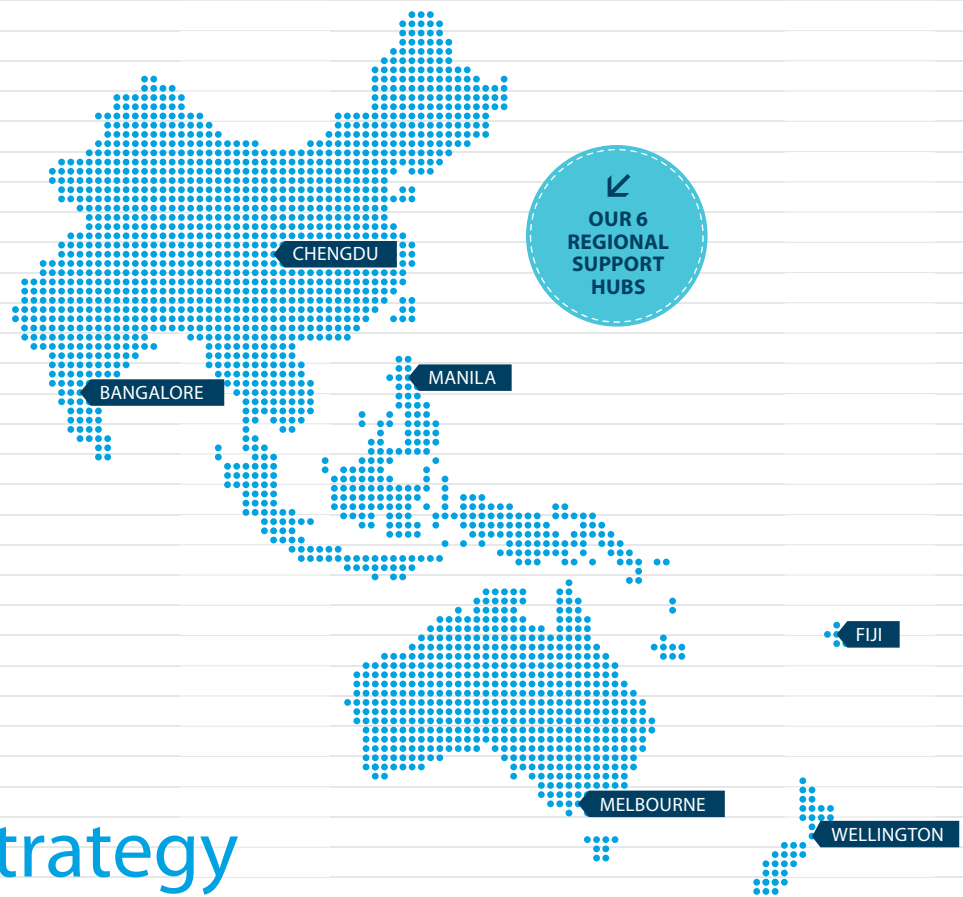 OUR 6
REGIONAL
SUPPORT
HUBS
CHENGDU
MANILA
BANGALORE
FIJI
MELBOURNE
WELLINGTON
trategy